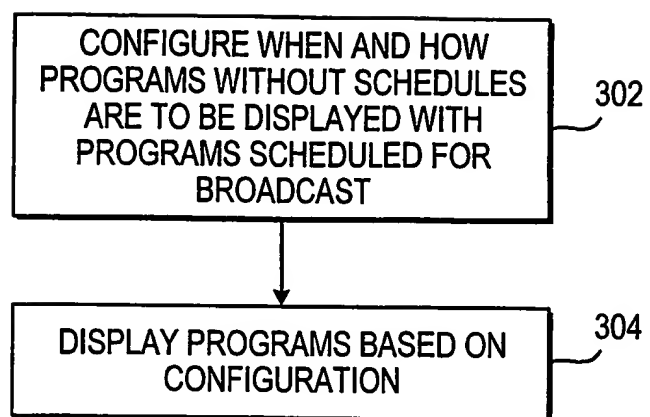 CONFIGURE WHEN AND HOW
PROGRAMS WITHOUT SCHEDULES
ARE TO BE DISPLAYED WITH
PROGRAMS SCHEDULED FOR
BROADCAST
302
DISPLAY PROGRAMS BASED ON
CONFIGURATION
304